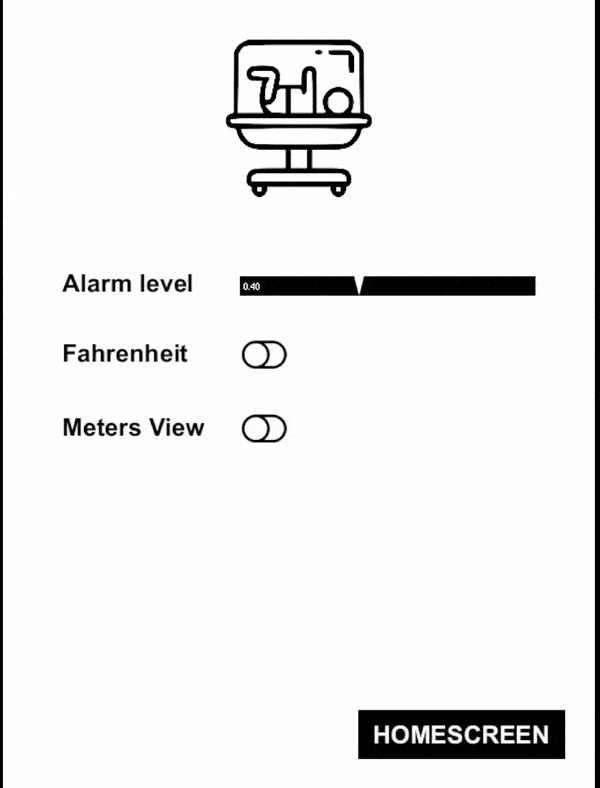 Alarm level
0.40
Fahrenheit
Meters View
HOMESCREEN